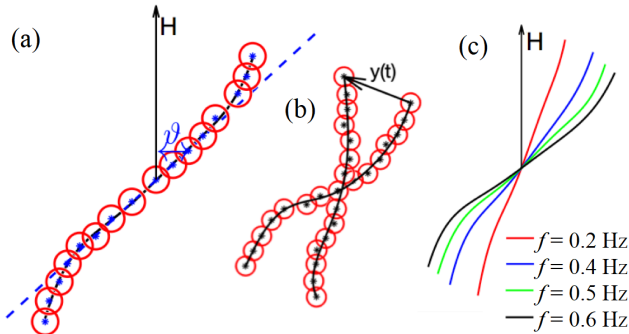 (a)
H
ϑ
(b)
y(t)
(c)
H
f = 0.2 Hz
f = 0.4 Hz
f = 0.5 Hz
f = 0.6 Hz